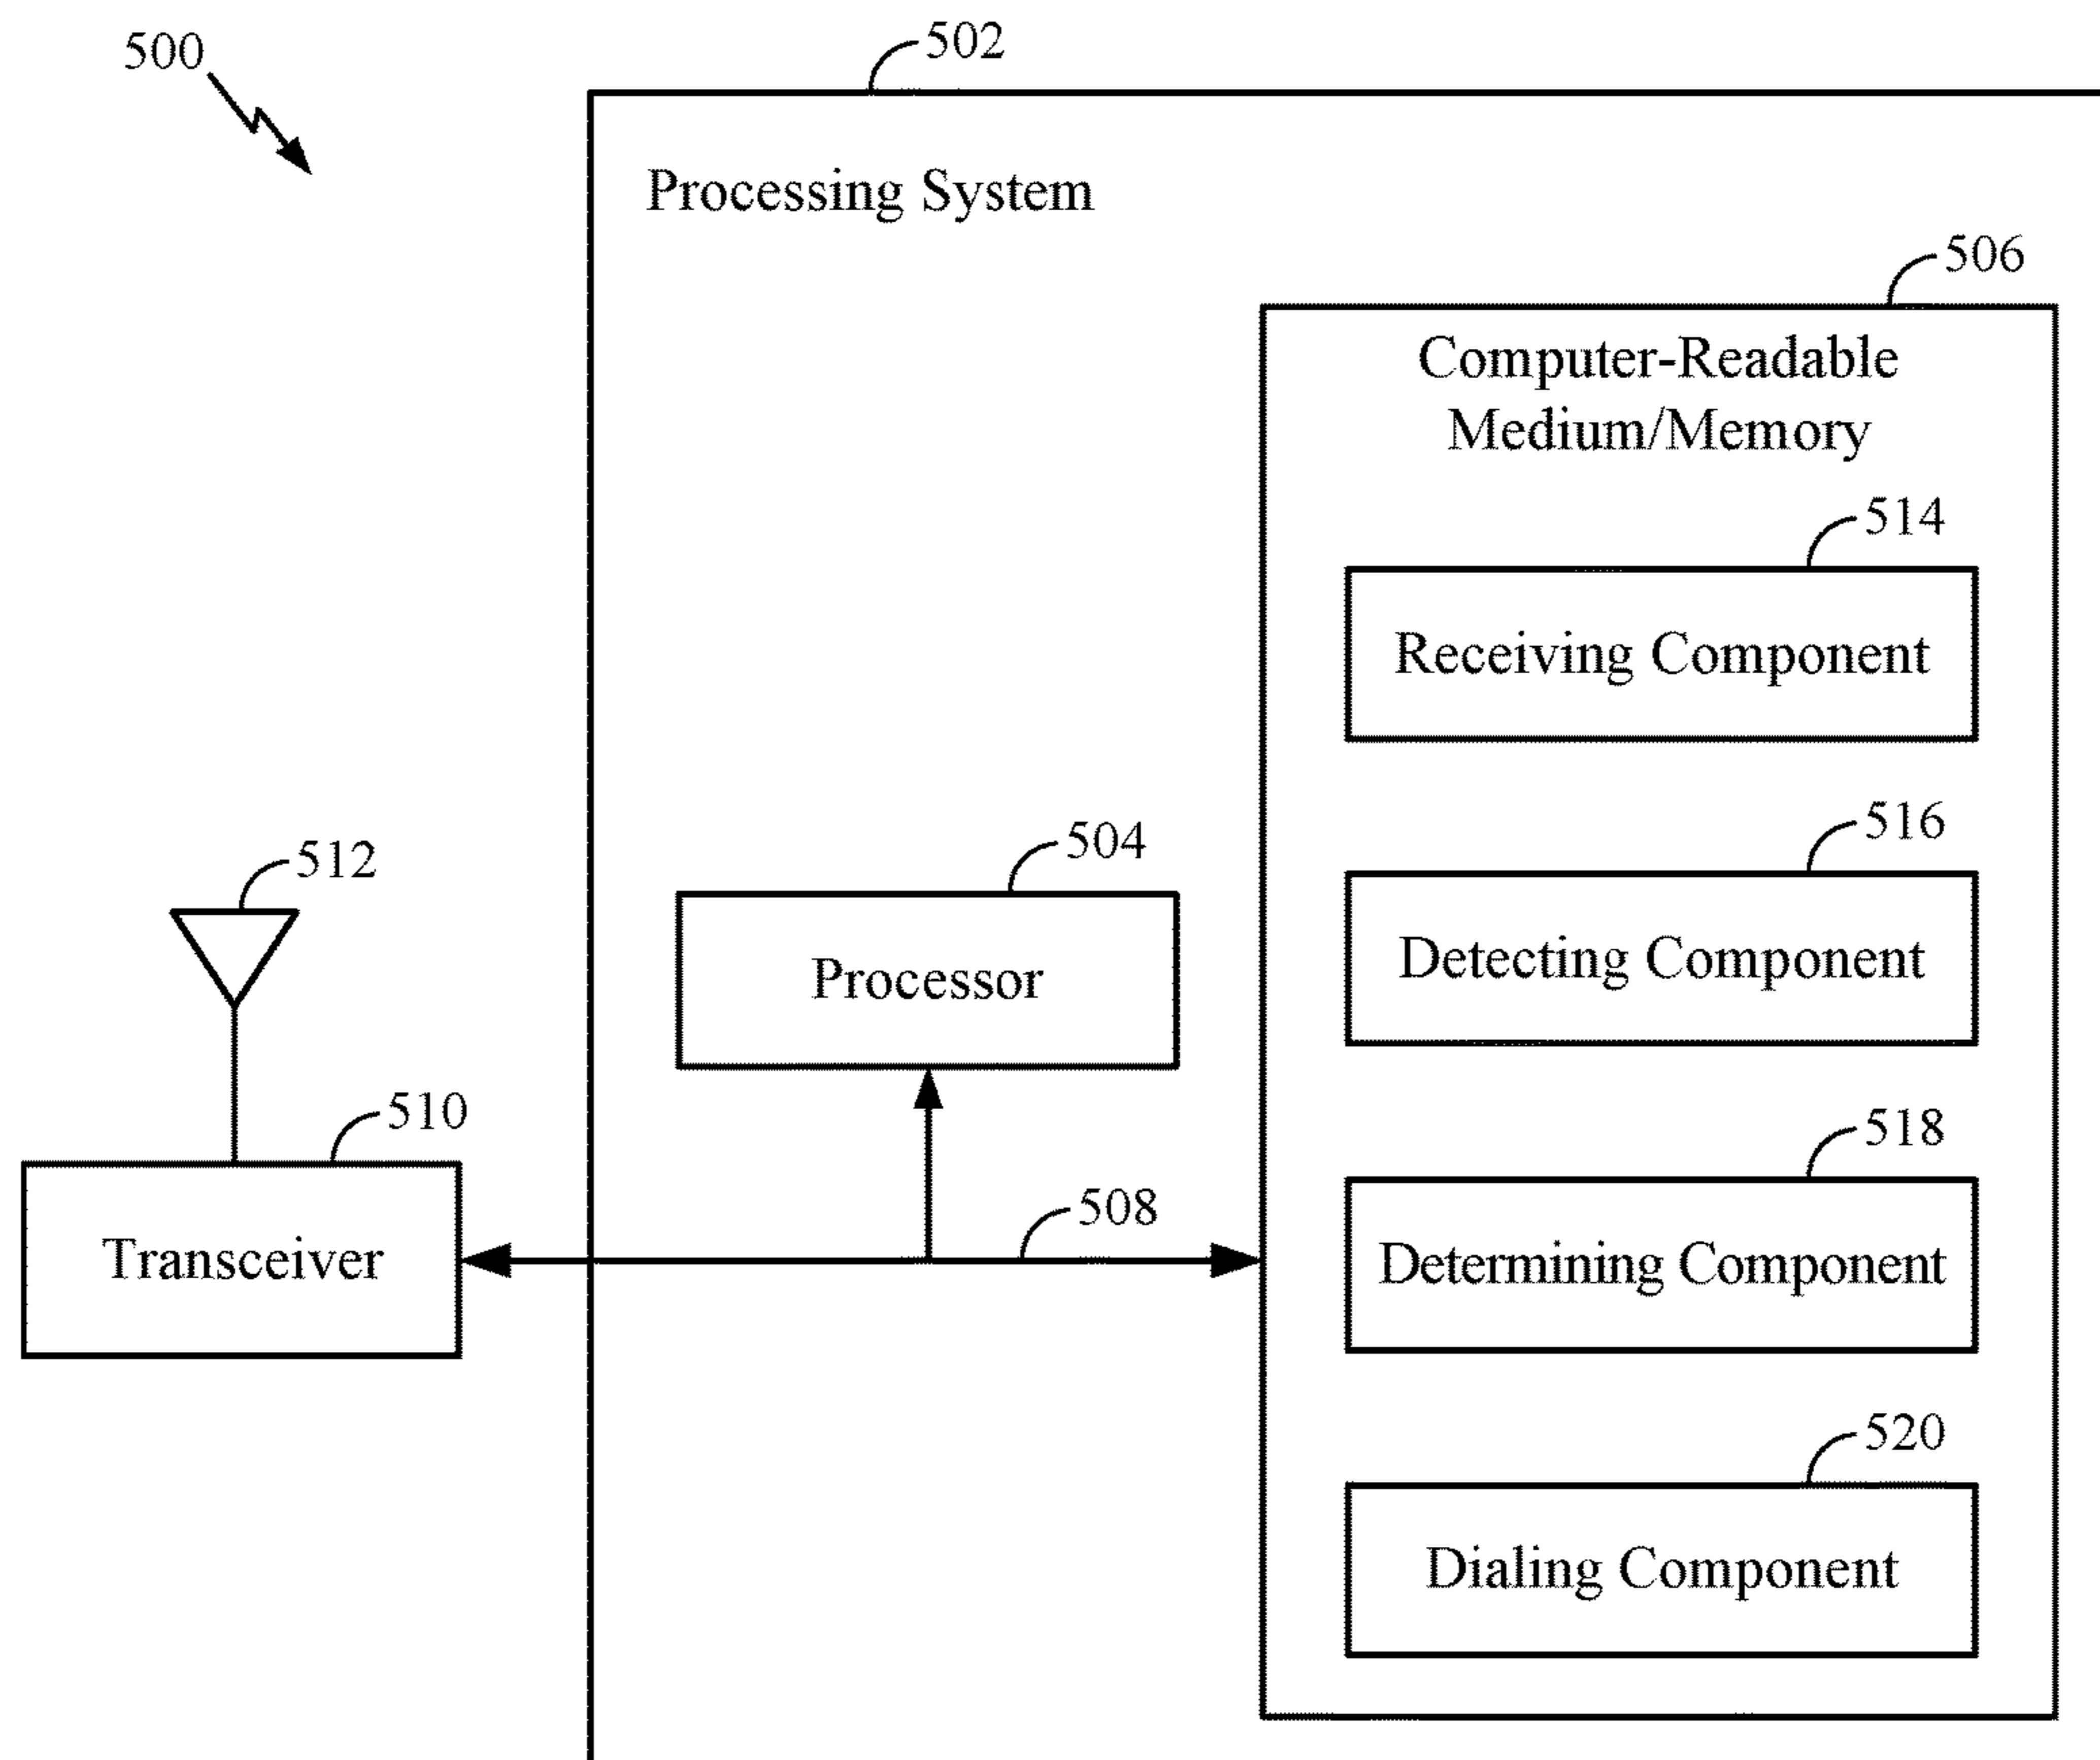 500
502
Processing System
506
Computer-Readable
Medium/Memory
514
Receiving Component
504
Processor
516
Detecting Component
512
510
Transceiver
508
518
Determining Component
520
Dialing Component